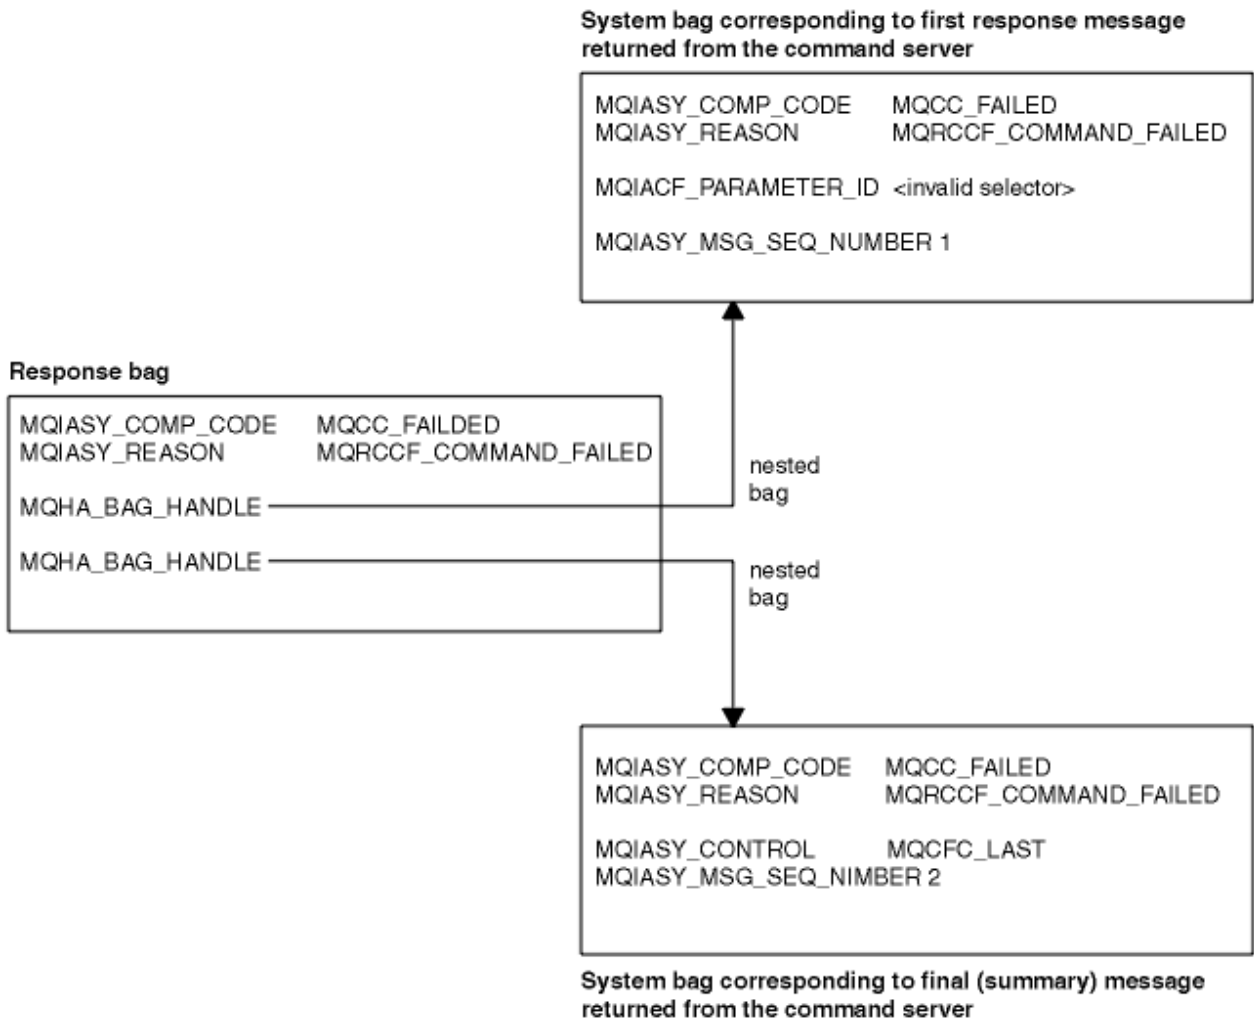 System bag corresponding to first response message
returned from the command server
MQIASY_COMP_CODE MQCC_FAILED
MQIASY_REASON MQRCCF_COMMAND_FAILED
MQIACF_PARAMETER_ID <invalid selector>
MQIASY_MSG_SEQ_NUMBER 1
Response bag
MQIASY_COMP_CODE MQCC_FAILDED
MQIASY_REASON MQRCCF_COMMAND_FAILED
MQHA_BAG_HANDLE
MQHA_BAG_HANDLE
nested
bag
nested
bag
MQIASY_COMP_CODE MQCC_FAILED
MQIASY_REASON MQRCCF_COMMAND_FAILED
MQIASY_CONTROL MQCFC_LAST
MQIASY_MSG_SEQ_NIMBER 2
System bag corresponding to final (summary) message
returned from the command server